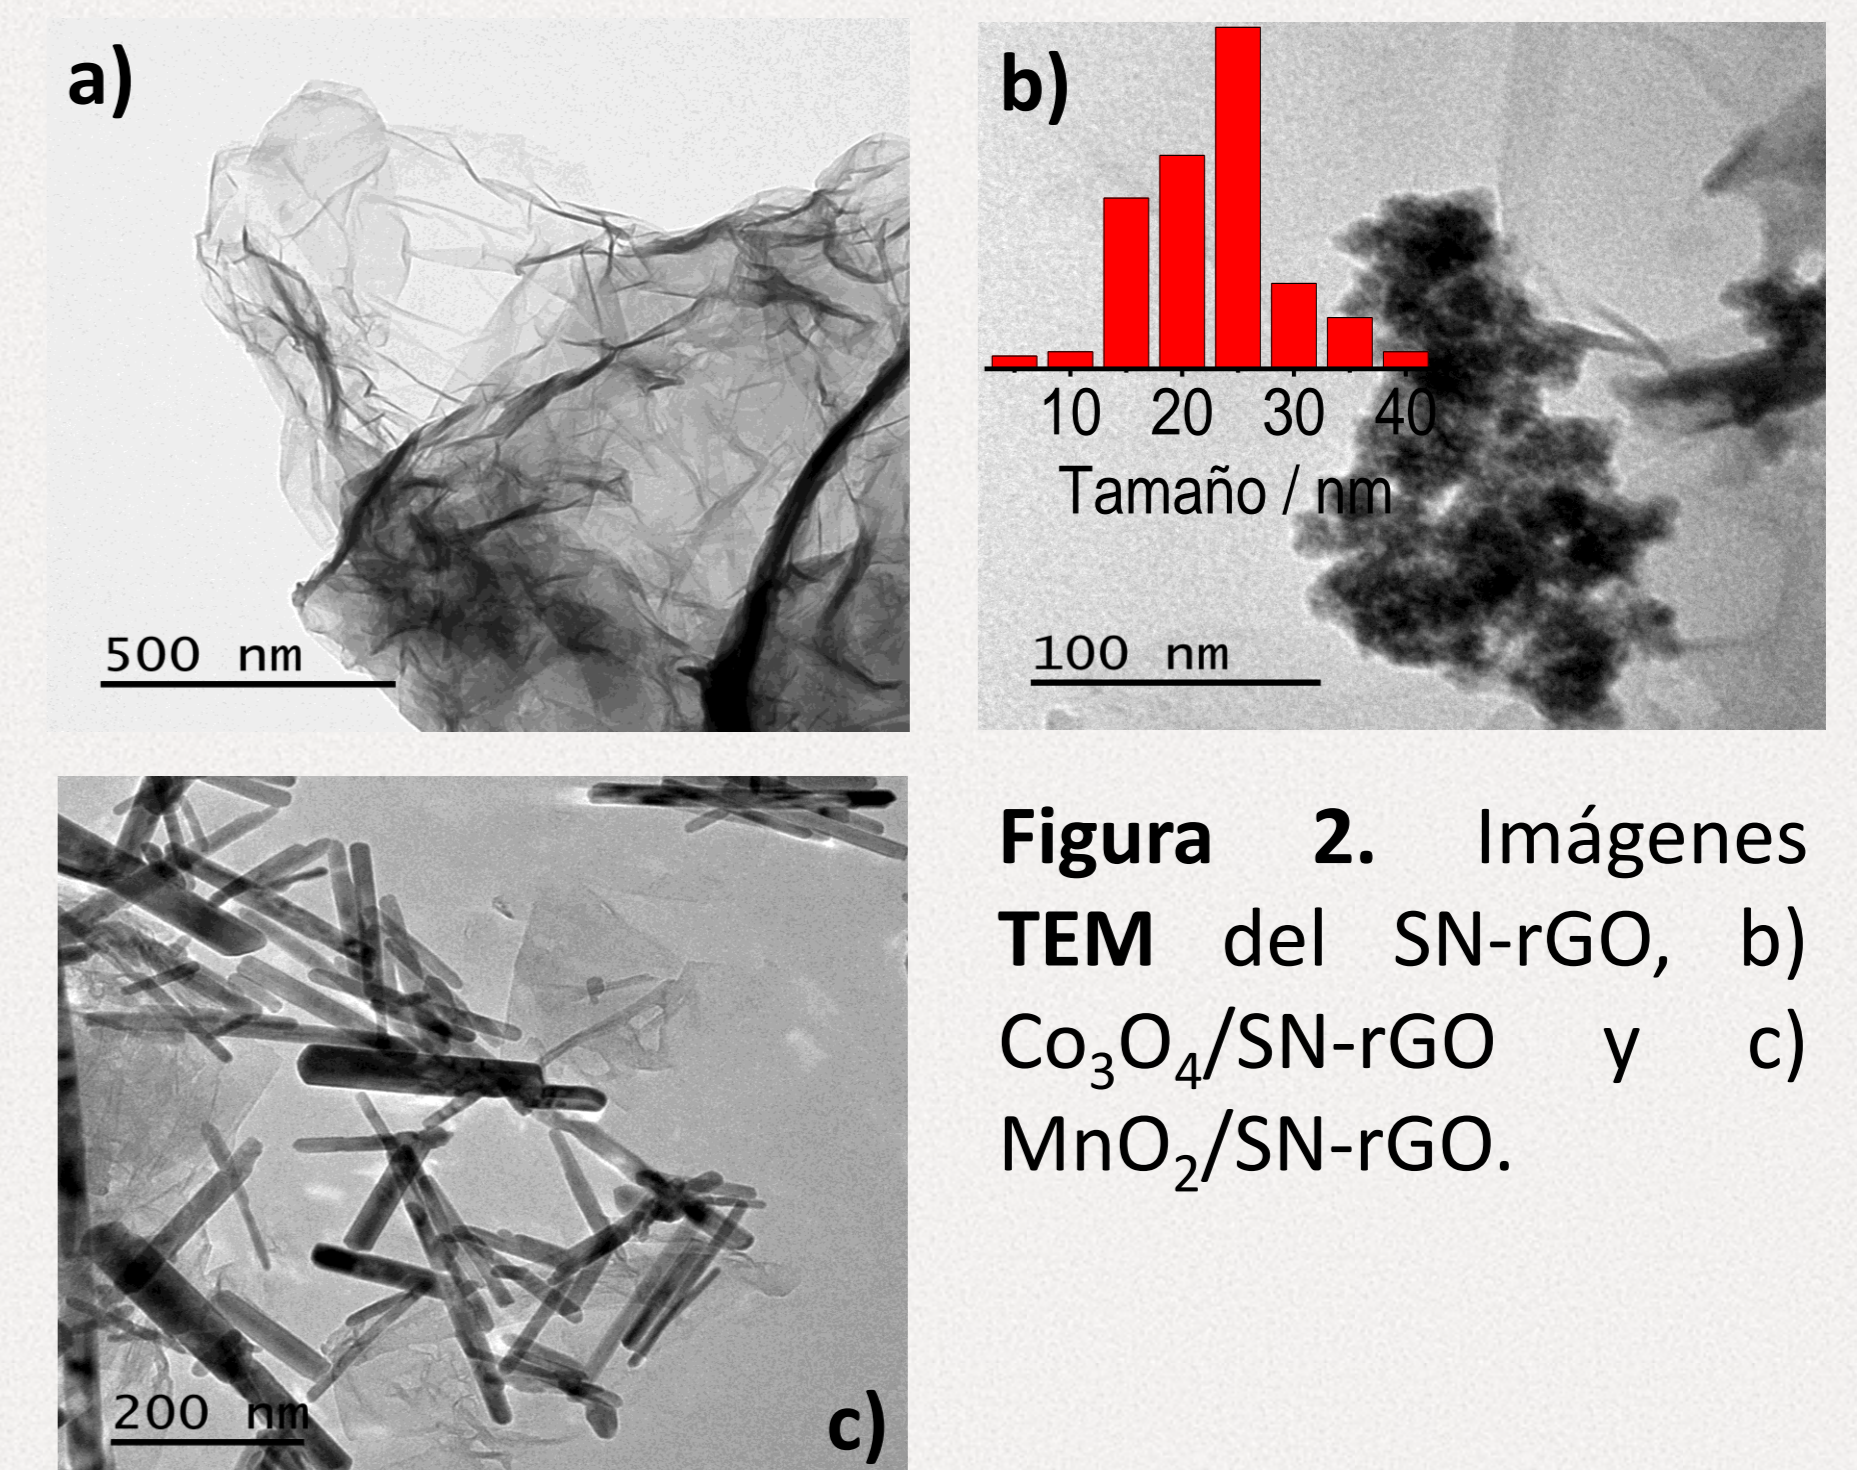 a)
500 nm
b)
10 20 30 40
Tamaño / nm
100 nm
200 nm
c)
Figura 2. Imágenes
TEM del SN-rGO, b)
Co₃O₄/SN-rGO y c)
MnO₂/SN-rGO.